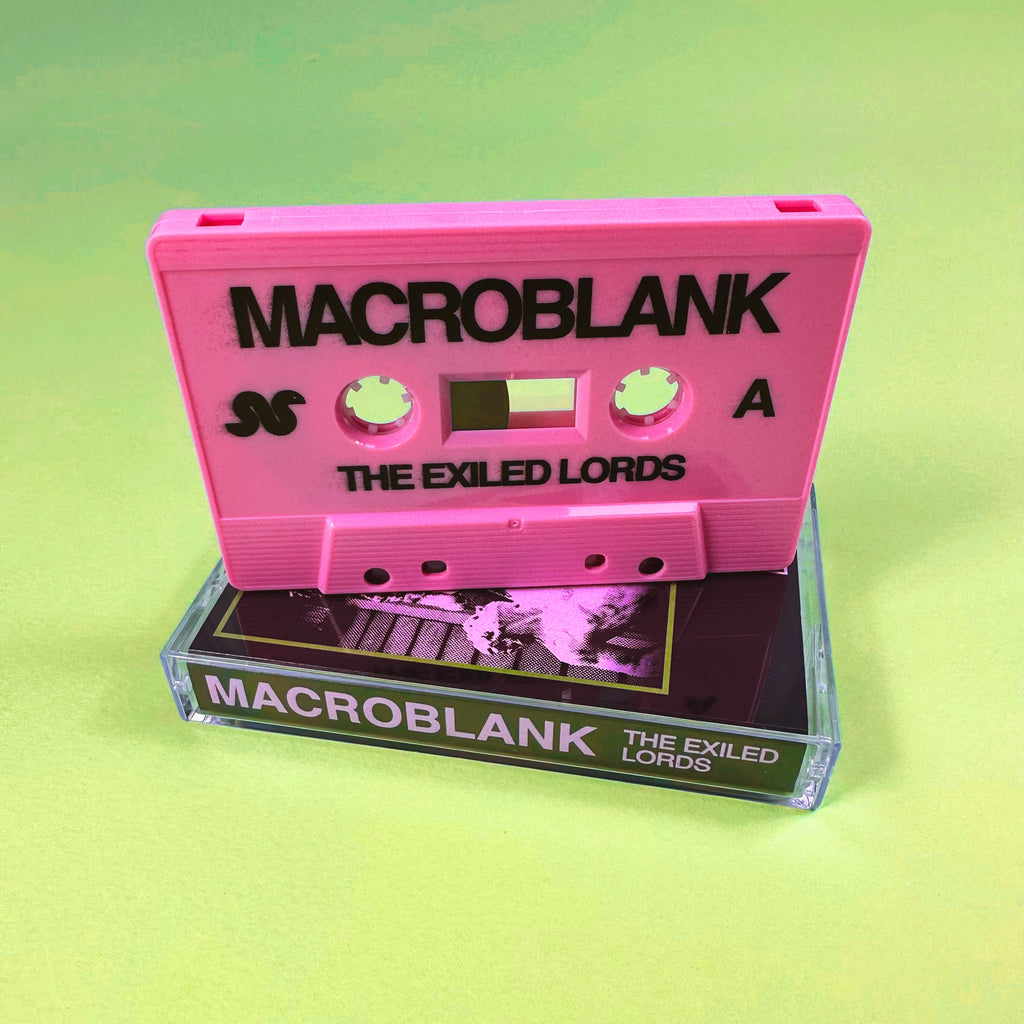 MACROBLANK
A
THE EXILED LORDS
MACROBLANK
THE EXILED
LORDS